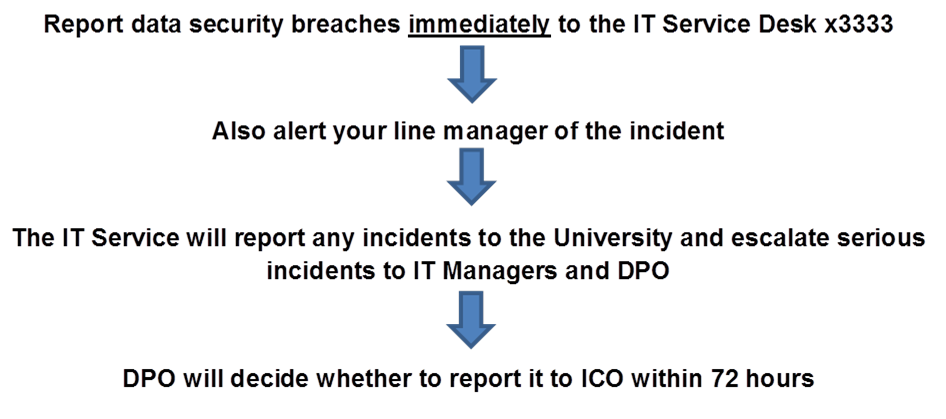 Report data security breaches immediately to the IT Service Desk x3333
Also alert your line manager of the incident
The IT Service will report any incidents to the University and escalate serious
incidents to IT Managers and DPO
DPO will decide whether to report it to ICO within 72 hours